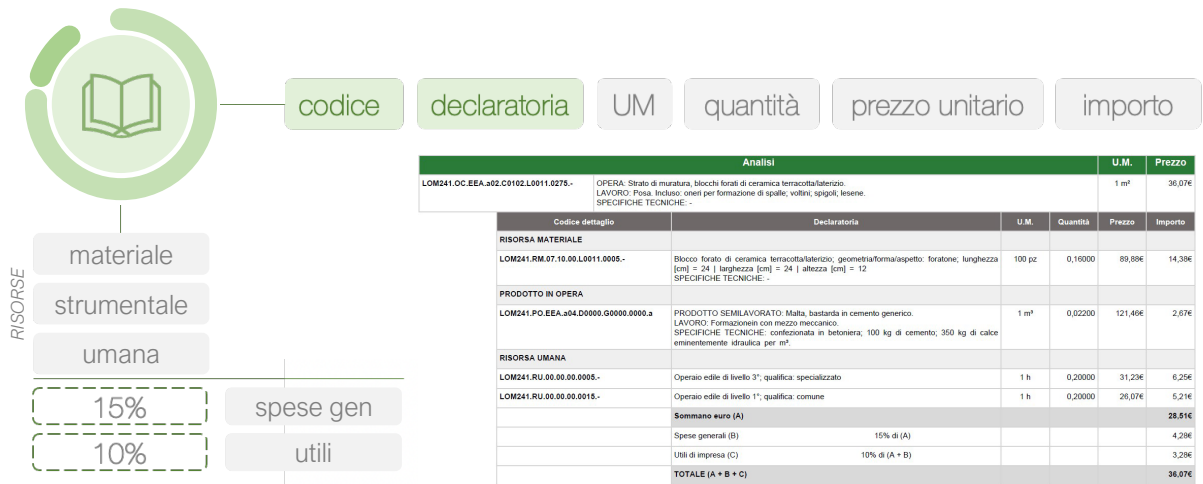 codice declaratoria UM quantità prezzo unitario importo
Analisi U.M. Prezzo
LOM241.OC.EEA.a02.C0102.L0011.0275.- OPERA: Strato di muratura, blocchi forati di ceramica terracotta/laterizio. 1 m² 36,07€
LAVORO: Posa. Incluso: oneri per formazione di spalle; voltini; spigoli; lesene.
SPECIFICHE TECNICHE: -
Codice dettaglio Declaratoria U.M. Quantità Prezzo Importo
RISORSA MATERIALE
LOM241.RM.07.10.00.L0011.0005.- Blocco forato di ceramica terracotta/laterizio; geometria/forma/aspetto: foratone; lunghezza 100 pz 0,16000 89,88€ 14,38€
[cm] = 24 | larghezza [cm] = 24 | altezza [cm] = 12
SPECIFICHE TECNICHE: -
PRODOTTO IN OPERA
LOM241.PO.EEA.a04.D0000.G0000.0000.a PRODOTTO SEMILAVORATO: Malta, bastarda in cemento generico. 1 m³ 0,02200 121,46€ 2,67€
LAVORO: Formazionein con mezzo meccanico.
SPECIFICHE TECNICHE: confezionata in betoniera; 100 kg di cemento; 350 kg di calce
eminentemente idraulica per m³.
RISORSA UMANA
LOM241.RU.00.00.00.0005.- Operaio edile di livello 3°; qualifica: specializzato 1 h 0,20000 31,23€ 6,25€
LOM241.RU.00.00.00.0015.- Operaio edile di livello 1°; qualifica: comune 1 h 0,20000 26,07€ 5,21€
Sommano euro (A) 28,51€
Spese generali (B) 15% di (A) 4,28€
Utili di impresa (C) 10% di (A + B) 3,28€
TOTALE (A + B + C) 36,07€
RISORSE
materiale
strumentale
umana
15% spese gen
10% utili